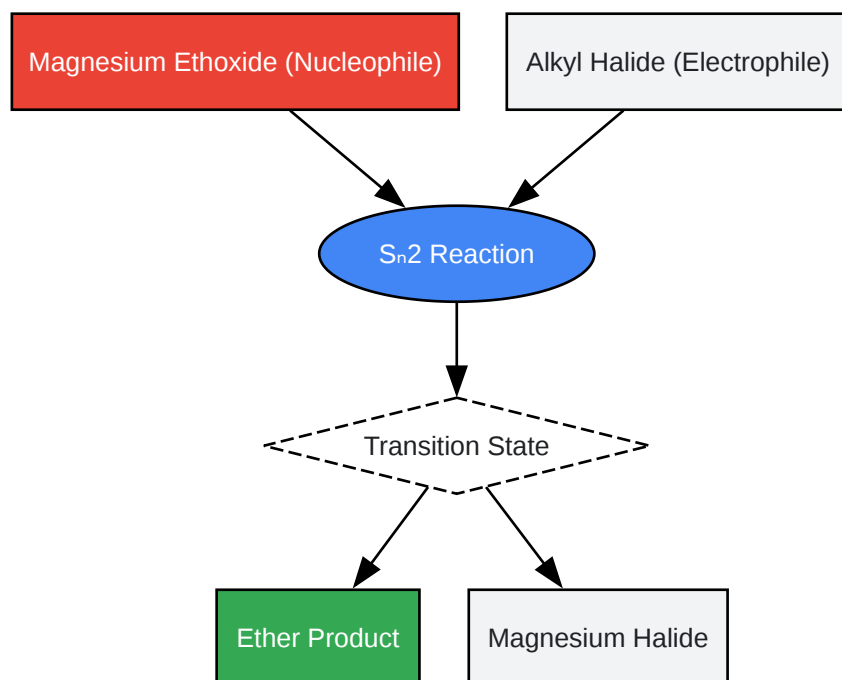 Magnesium Ethoxide (Nucleophile)
Alkyl Halide (Electrophile)
Sₙ2 Reaction
Transition State
Ether Product
Magnesium Halide